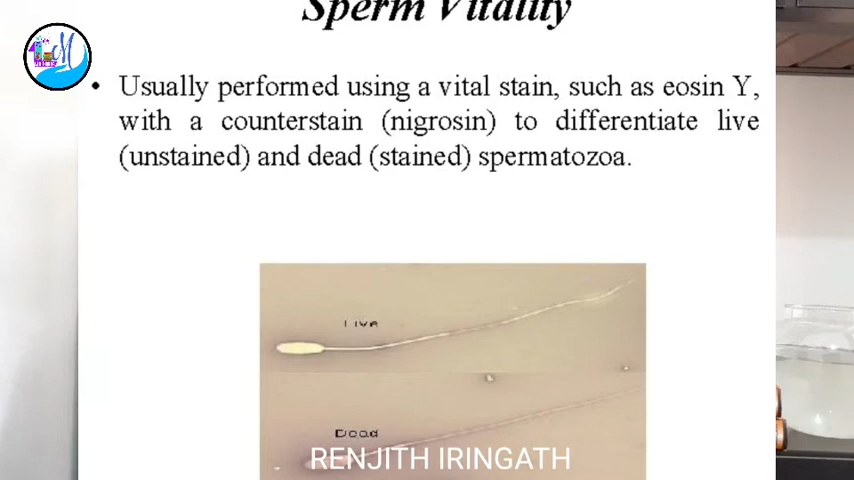 Sperm Vitality
• Usually performed using a vital stain, such as eosin Y,
with a counterstain (nigrosin) to differentiate live
(unstained) and dead (stained) spermatozoa.
Live
Dead
RENJITH IRINGATH